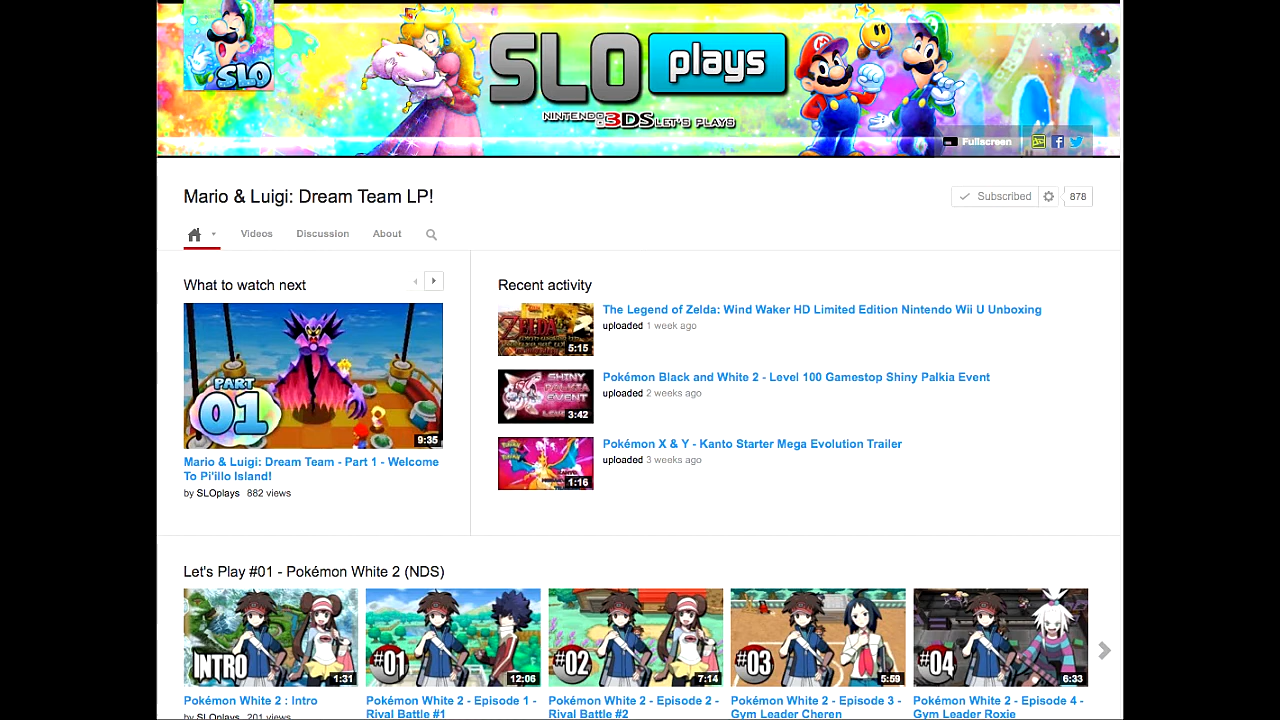 SLO
SLO plays
NINTENDO 3DS LET'S PLAYS
Fullscreen
Mario & Luigi: Dream Team LP!
Subscribed
878
Videos
Discussion
About
What to watch next
PART
01
9:35
Mario & Luigi: Dream Team - Part 1 - Welcome
To Pi'illo Island!
by SLOplays 882 views
Recent activity
ZELDA
5:15
The Legend of Zelda: Wind Waker HD Limited Edition Nintendo Wii U Unboxing
uploaded 1 week ago
SHINY
PALKIA
EVENT
3:42
Pokémon Black and White 2 - Level 100 Gamestop Shiny Palkia Event
uploaded 2 weeks ago
1:16
Pokémon X & Y - Kanto Starter Mega Evolution Trailer
uploaded 3 weeks ago
Let's Play #01 - Pokémon White 2 (NDS)
INTRO
1:31
#01
12:06
#02
7:14
#03
5:59
#04
6:33
Pokémon White 2 : Intro
by SLOplays 201 views
Pokémon White 2 - Episode 1 -
Rival Battle #1
Pokémon White 2 - Episode 2 -
Rival Battle #2
Pokémon White 2 - Episode 3 -
Gym Leader Cheren
Pokémon White 2 - Episode 4 -
Gym Leader Roxie